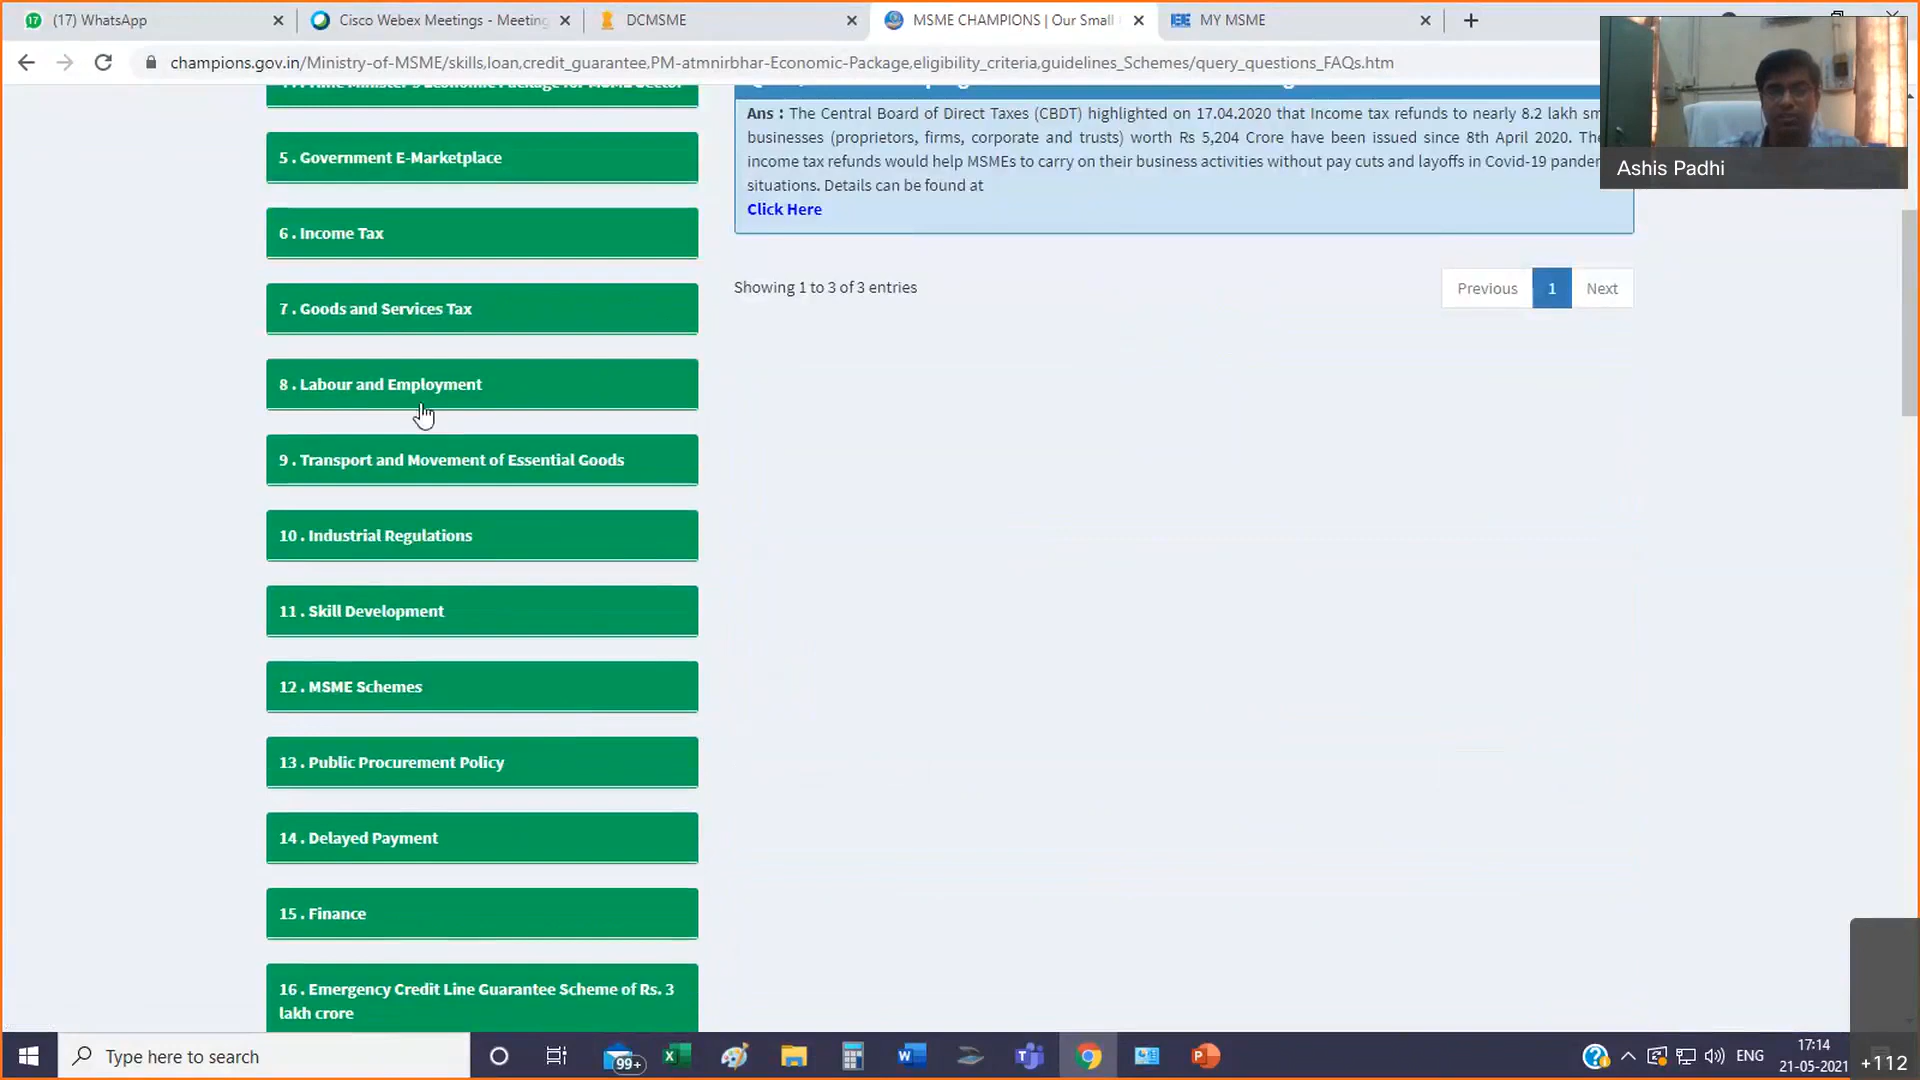 (17) WhatsApp
Cisco Webex Meetings - Meeting
DCMSME
MSME CHAMPIONS | Our Small
MY MSME
champions.gov.in/Ministry-of-MSME/skills,loan,credit_guarantee,PM-atmnirbhar-Economic-Package,eligibility_criteria,guidelines_Schemes/query_questions_FAQs.htm
Ashis Padhi
5 . Government E-Marketplace
6 . Income Tax
7 . Goods and Services Tax
8 . Labour and Employment
9 . Transport and Movement of Essential Goods
10 . Industrial Regulations
11 . Skill Development
12 . MSME Schemes
13 . Public Procurement Policy
14 . Delayed Payment
15 . Finance
16 . Emergency Credit Line Guarantee Scheme of Rs. 3
lakh crore
Ans : The Central Board of Direct Taxes (CBDT) highlighted on 17.04.2020 that Income tax refunds to nearly 8.2 lakh sm
businesses (proprietors, firms, corporate and trusts) worth Rs 5,204 Crore have been issued since 8th April 2020. The
income tax refunds would help MSMEs to carry on their business activities without pay cuts and layoffs in Covid-19 pandem
situations. Details can be found at
Click Here
Showing 1 to 3 of 3 entries
Previous 1 Next
Type here to search
99+
ENG
17:14
21-05-2021
+112